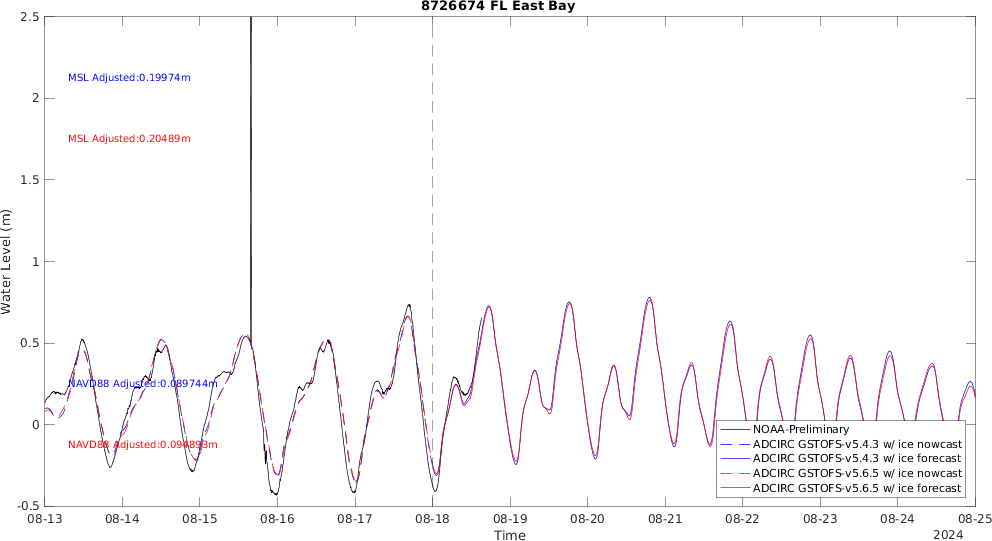 8726674 FL East Bay
2.5
2
1.5
1
0.5
0
-0.5
Water Level (m)
MSL Adjusted:0.19974m
MSL Adjusted:0.20489m
NAVD88 Adjusted:0.089744m
NAVD88 Adjusted:0.094893m
NOAA-Preliminary
ADCIRC GSTOFS-v5.4.3 w/ ice nowcast
ADCIRC GSTOFS-v5.4.3 w/ ice forecast
ADCIRC GSTOFS-v5.6.5 w/ ice nowcast
ADCIRC GSTOFS-v5.6.5 w/ ice forecast
08-13 08-14 08-15 08-16 08-17 08-18 08-19 08-20 08-21 08-22 08-23 08-24 08-25
Time
2024